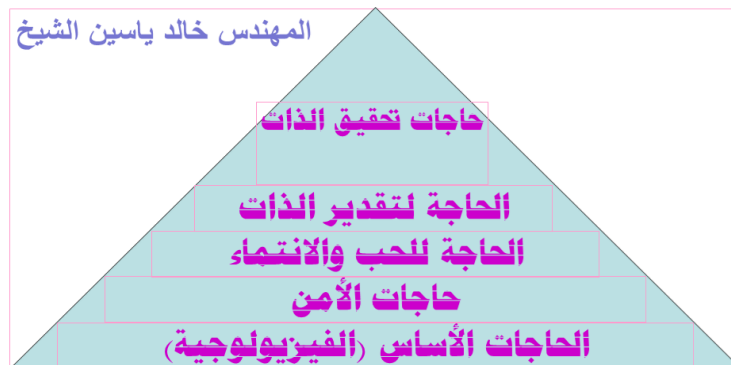 المهندس خالد ياسين الشيخ
حاجات تحقيق الذات
الحاجة لتقدير الذات
الحاجة للحب والانتماء
حاجات الأمن
الحاجات الأساس (الفيزيولوجية)